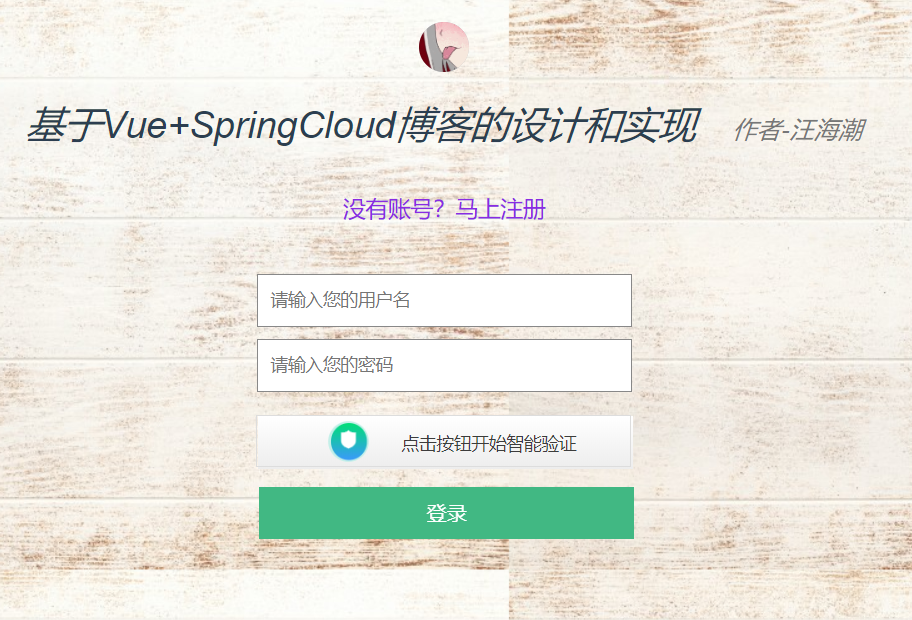 基于Vue+SpringCloud博客的设计和实现 作者-汪海潮
没有账号？马上注册
请输入您的用户名
请输入您的密码
点击按钮开始智能验证
登录